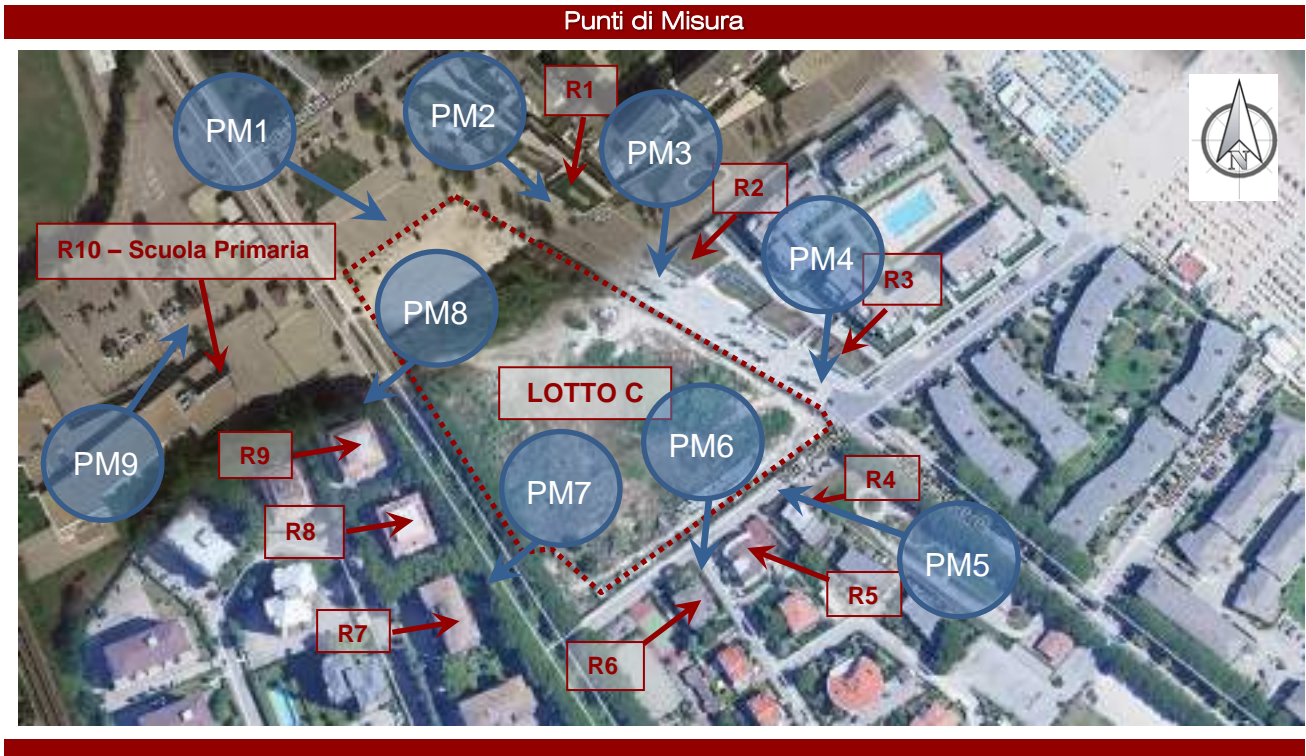 Punti di Misura
PM1
PM2
R1
PM3
R2
R10 – Scuola Primaria
PM4
R3
N
PM8
LOTTO C
PM6
R9
PM9
PM7
R4
R8
PM5
R5
R7
R6